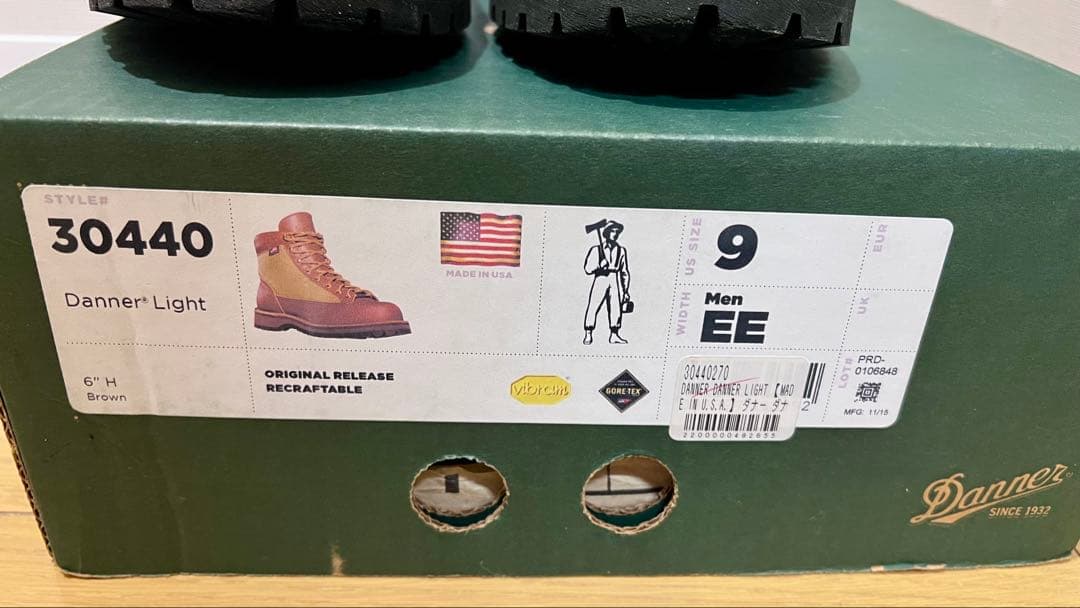 STYLE#
30440
Danner® Light
6" H
Brown
MADE IN USA
ORIGINAL RELEASE
RECRAFTABLE
vibram
GORE-TEX
US SIZE
9
WIDTH
Men
EE
EUR
UK
LOT#
PRD-
0106848
MFG: 11/15
30440270
DANNER DANNER LIGHT 【MAD
E IN U.S.A.】 ダナー ダナ
2200000492655
2
Danner
SINCE 1932